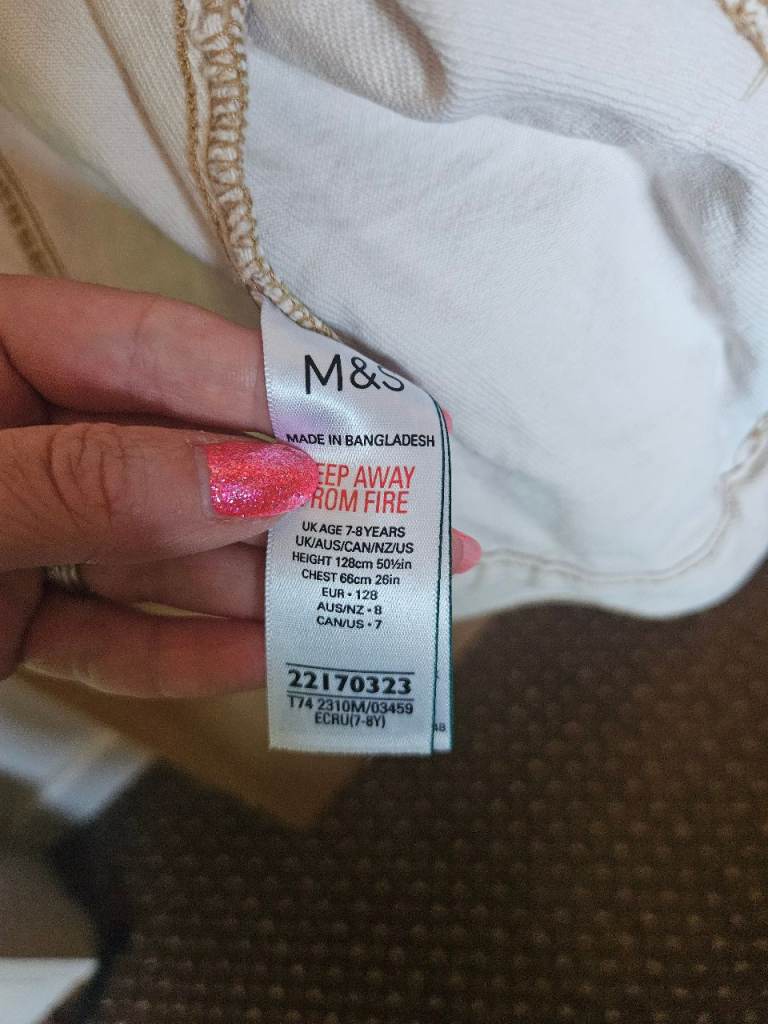 M&S
MADE IN BANGLADESH
EEP AWAY
ROM FIRE
UK AGE 7-8 YEARS
UK/AUS/CAN/NZ/US
HEIGHT 128cm 50½in
CHEST 66cm 26in
EUR • 128
AUS/NZ • 8
CAN/US • 7
22170323
T74 2310M/03459
ECRU(7-8Y)